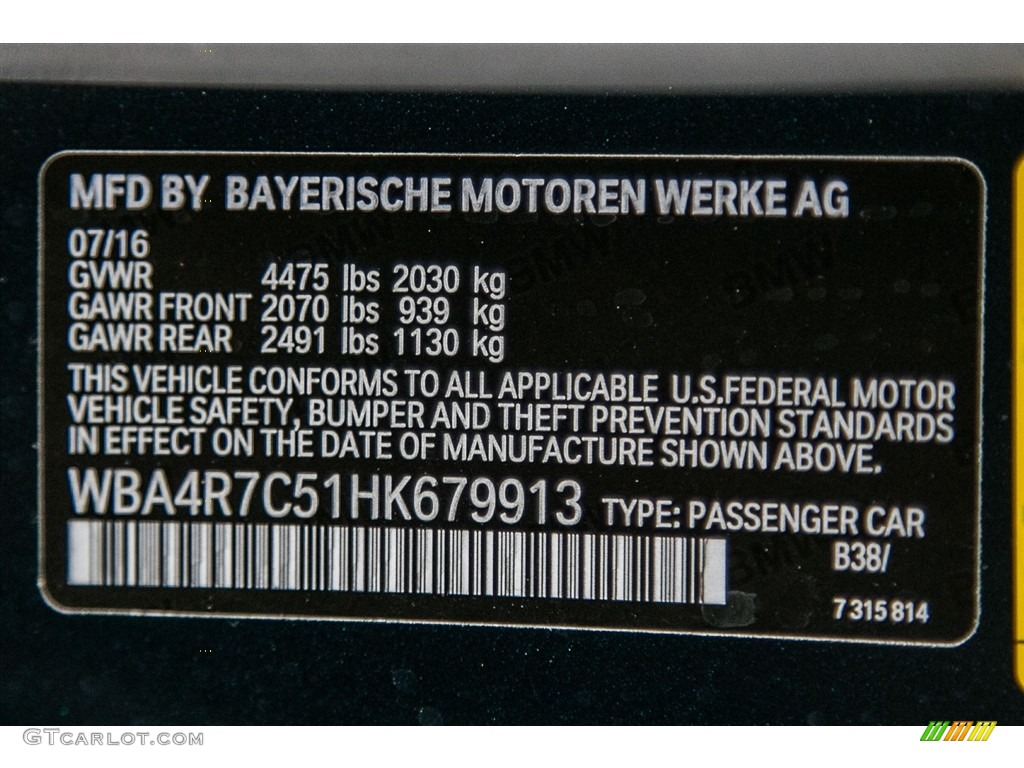 MFD BY BAYERISCHE MOTOREN WERKE AG
07/16
GVWR 4475 lbs 2030 kg
GAWR FRONT 2070 lbs 939 kg
GAWR REAR 2491 lbs 1130 kg
THIS VEHICLE CONFORMS TO ALL APPLICABLE U.S.FEDERAL MOTOR
VEHICLE SAFETY, BUMPER AND THEFT PREVENTION STANDARDS
IN EFFECT ON THE DATE OF MANUFACTURE SHOWN ABOVE.
WBA4R7C51HK679913 TYPE: PASSENGER CAR
B38/
7 315 814
GTcarlot.com